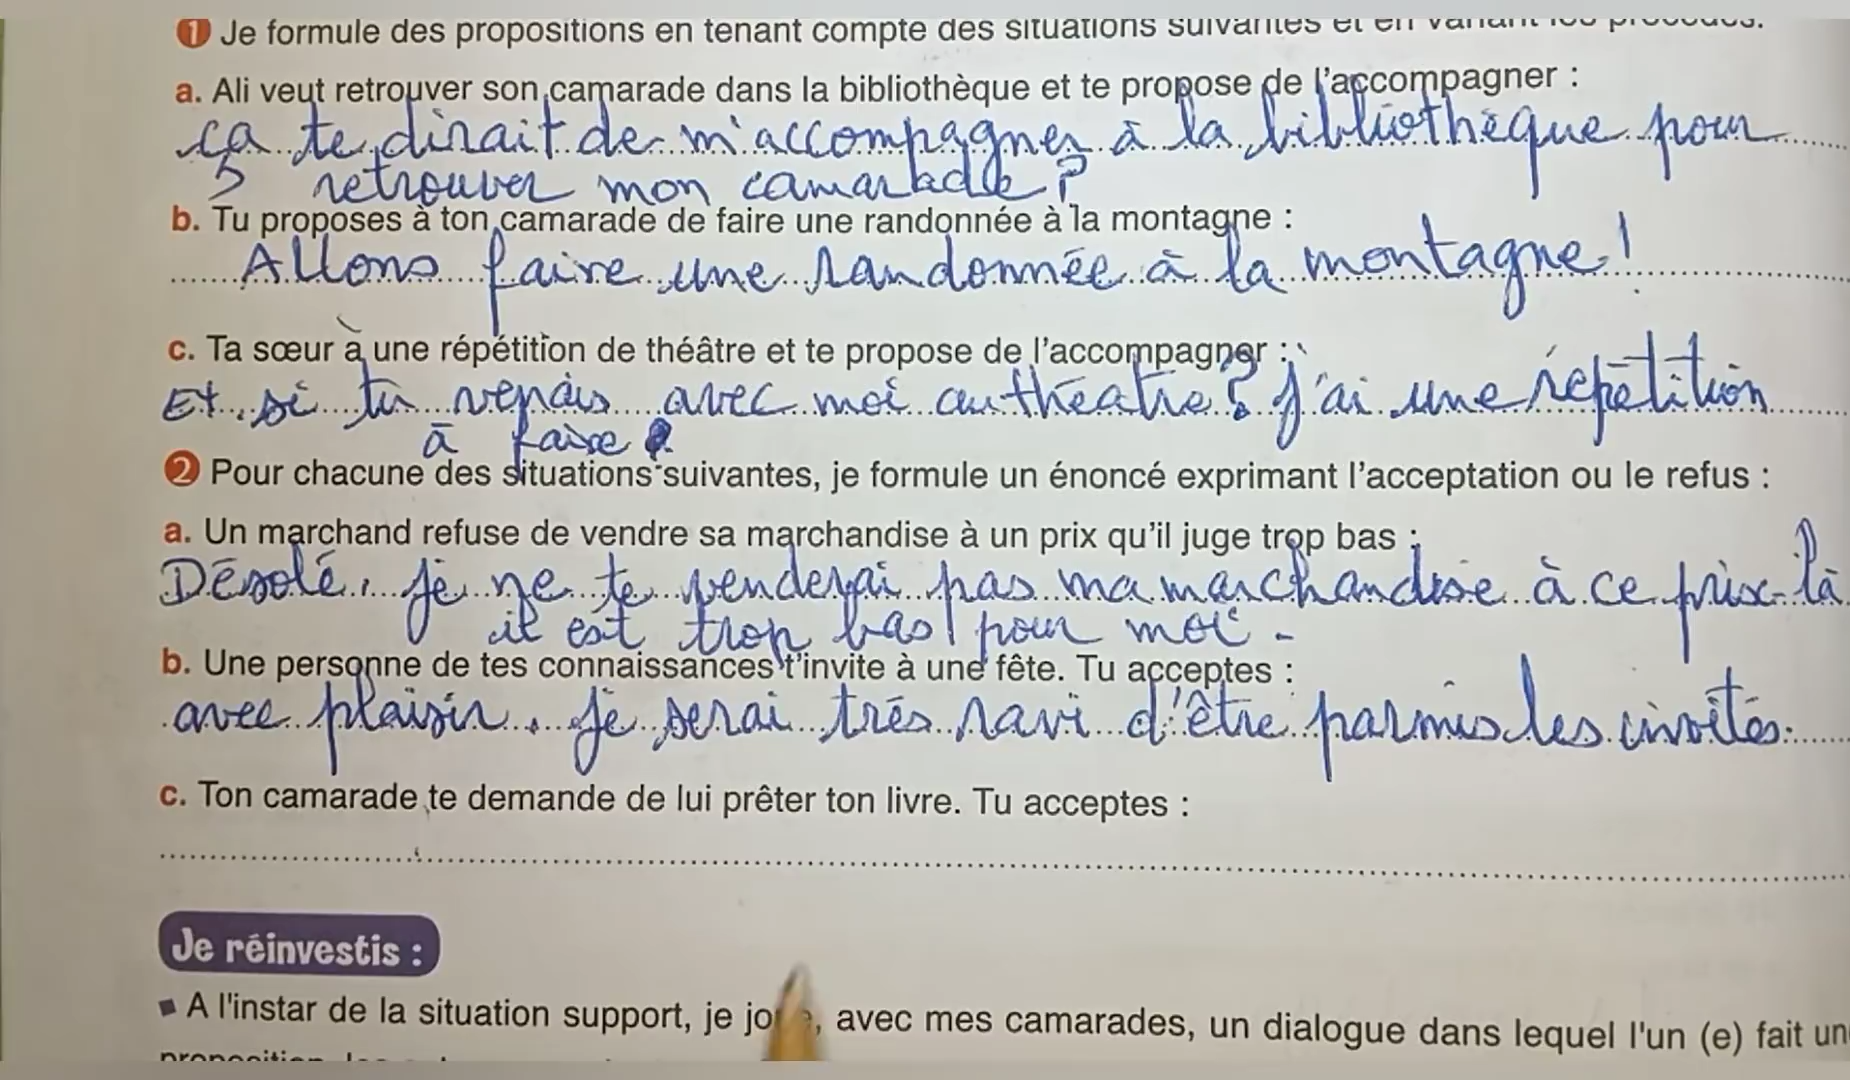 1 Je formule des propositions en tenant compte des situations suivantes et en variant les procédés.
a. Ali veut retrouver son camarade dans la bibliothèque et te propose de l'accompagner :
ça te dirait de m'accompagner à la bibliothèque pour
retrouver mon camarade ?
b. Tu proposes à ton camarade de faire une randonnée à la montagne :
Allons faire une randonnée à la montagne !
c. Ta sœur à une répétition de théâtre et te propose de l'accompagner :
Et si tu venais avec moi au théatre ? J'ai une répétition
à faire
2 Pour chacune des situations suivantes, je formule un énoncé exprimant l'acceptation ou le refus :
a. Un marchand refuse de vendre sa marchandise à un prix qu'il juge trop bas :
Désolé, je ne te venderai pas ma marchandise à ce prix-là
il est trop bas pour moi.
b. Une personne de tes connaissances t'invite à une fête. Tu acceptes :
avec plaisir, je serai très ravi d'être parmis les invités.
c. Ton camarade te demande de lui prêter ton livre. Tu acceptes :
Je réinvestis :
▪ A l'instar de la situation support, je joue, avec mes camarades, un dialogue dans lequel l'un (e) fait un